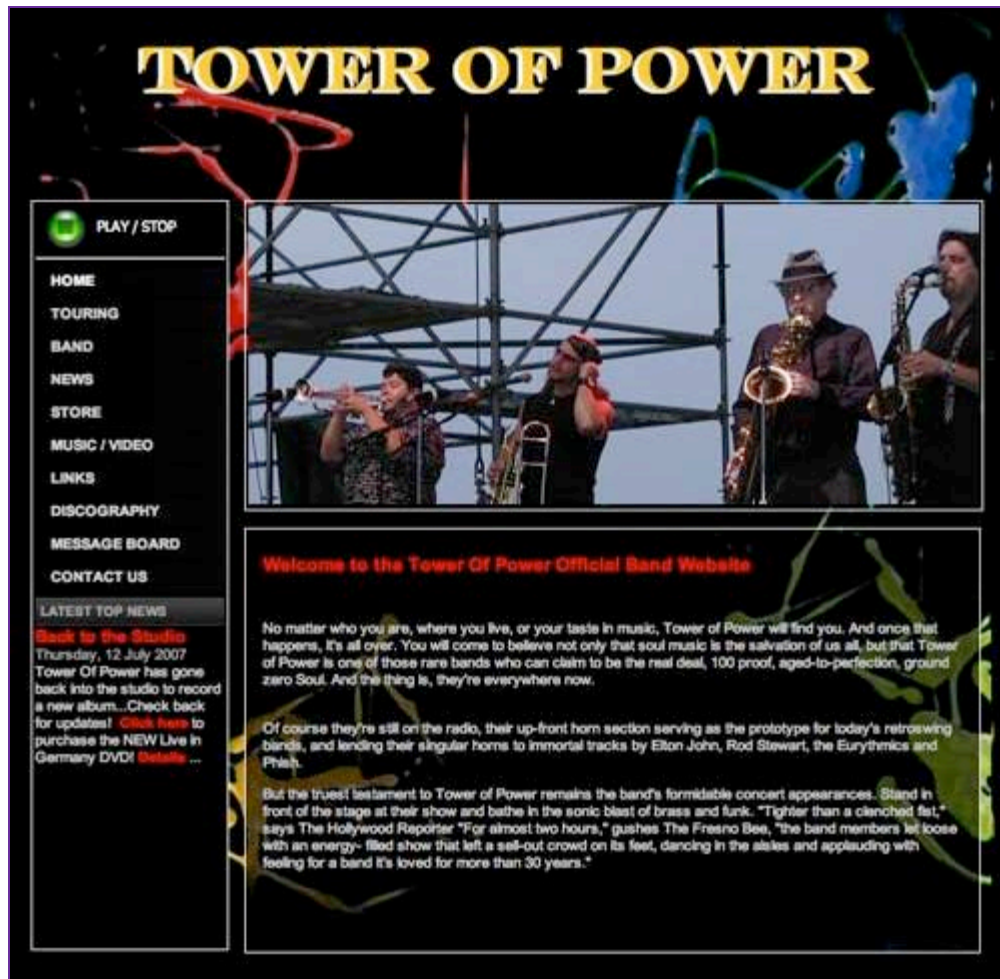 TOWER OF POWER
PLAY / STOP
HOME
TOURING
BAND
NEWS
STORE
MUSIC / VIDEO
LINKS
DISCOGRAPHY
MESSAGE BOARD
CONTACT US
LATEST TOP NEWS
Back to the Studio
Thursday, 12 July 2007
Tower Of Power has gone
back into the studio to record
a new album...Check back
for updates! Click here to
purchase the NEW Live in
Germany DVD! Details ...
Welcome to the Tower Of Power Official Band Website
No matter who you are, where you live, or your taste in music, Tower of Power will find you. And once that
happens, it's all over. You will come to believe not only that soul music is the salvation of us all, but that Tower
of Power is one of those rare bands who can claim to be the real deal, 100 proof, aged-to-perfection, ground
zero Soul. And the thing is, they're everywhere now.
Of course they're still on the radio, their up-front horn section serving as the prototype for today's retroswing
bands, and lending their singular horns to immortal tracks by Elton John, Rod Stewart, the Eurythmics and
Phish.
But the truest testament to Tower of Power remains the band's formidable concert appearances. Stand in
front of the stage at their show and bathe in the sonic blast of brass and funk. "Tighter than a clenched fist,"
says The Hollywood Reporter "For almost two hours," gushes The Fresno Bee, "the band members let loose
with an energy- filled show that left a sell-out crowd on its feet, dancing in the aisles and applauding with
feeling for a band it's loved for more than 30 years."